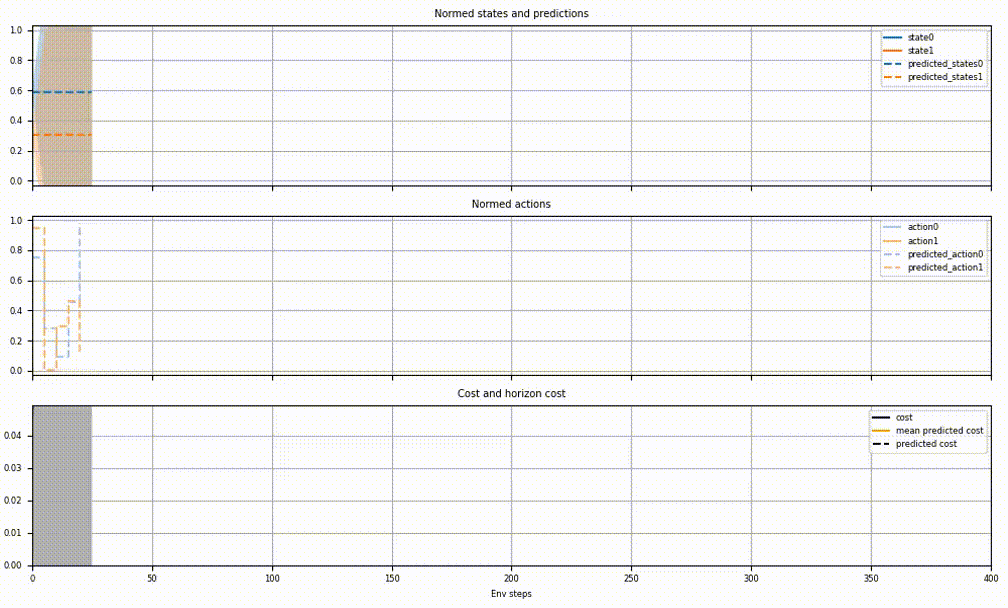 Normed states and predictions
1.0
0.8
0.6
0.4
0.2
0.0
state0
state1
predicted_states0
predicted_states1
Normed actions
1.0
0.8
0.6
0.4
0.2
0.0
action0
action1
predicted_action0
predicted_action1
Cost and horizon cost
0.04
0.03
0.02
0.01
0.00
cost
mean predicted cost
predicted cost
0 50 100 150 200 250 300 350 400
Env steps